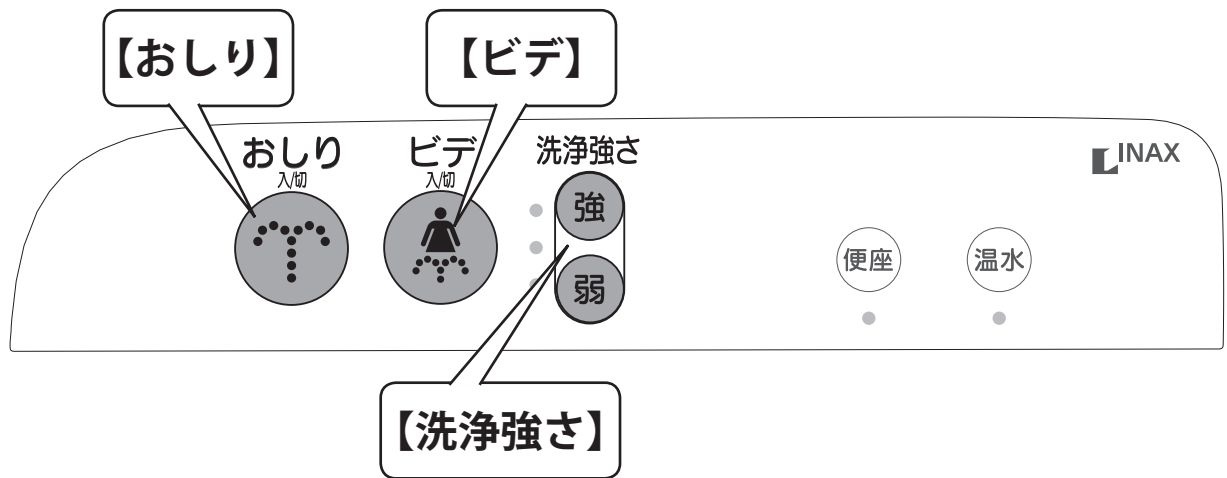 【おしり】
【ビデ】
おしり
入/切
ビデ
入/切
洗浄強さ
強
弱
INAX
便座
温水
【洗浄強さ】